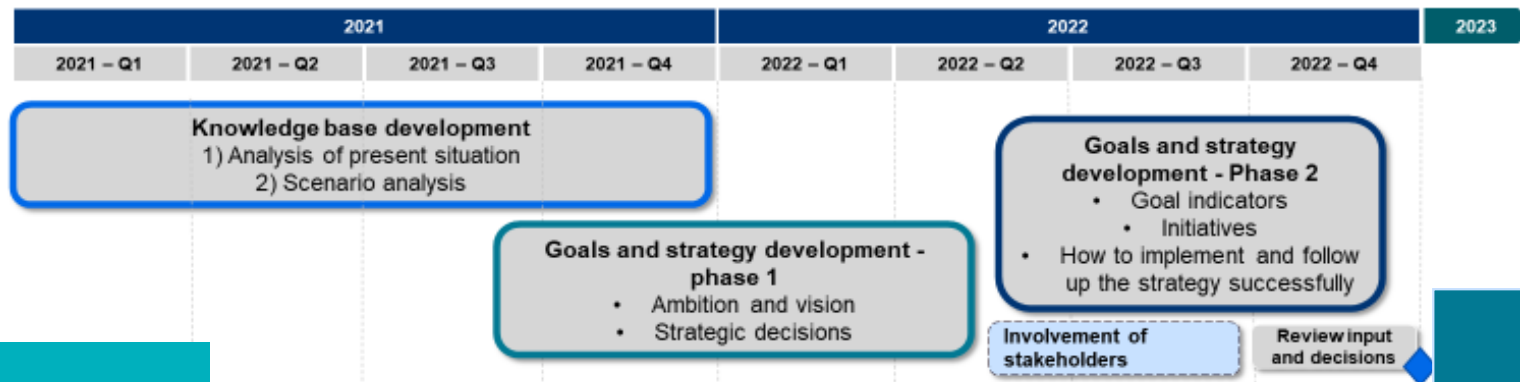 2021
2022
2023
2021 – Q1
2021 – Q2
2021 – Q3
2021 – Q4
2022 – Q1
2022 – Q2
2022 – Q3
2022 – Q4
Knowledge base development
1) Analysis of present situation
2) Scenario analysis
Goals and strategy development -
phase 1
• Ambition and vision
• Strategic decisions
Goals and strategy
development - Phase 2
• Goal indicators
• Initiatives
• How to implement and follow
up the strategy successfully
Involvement of
stakeholders
Review input
and decisions